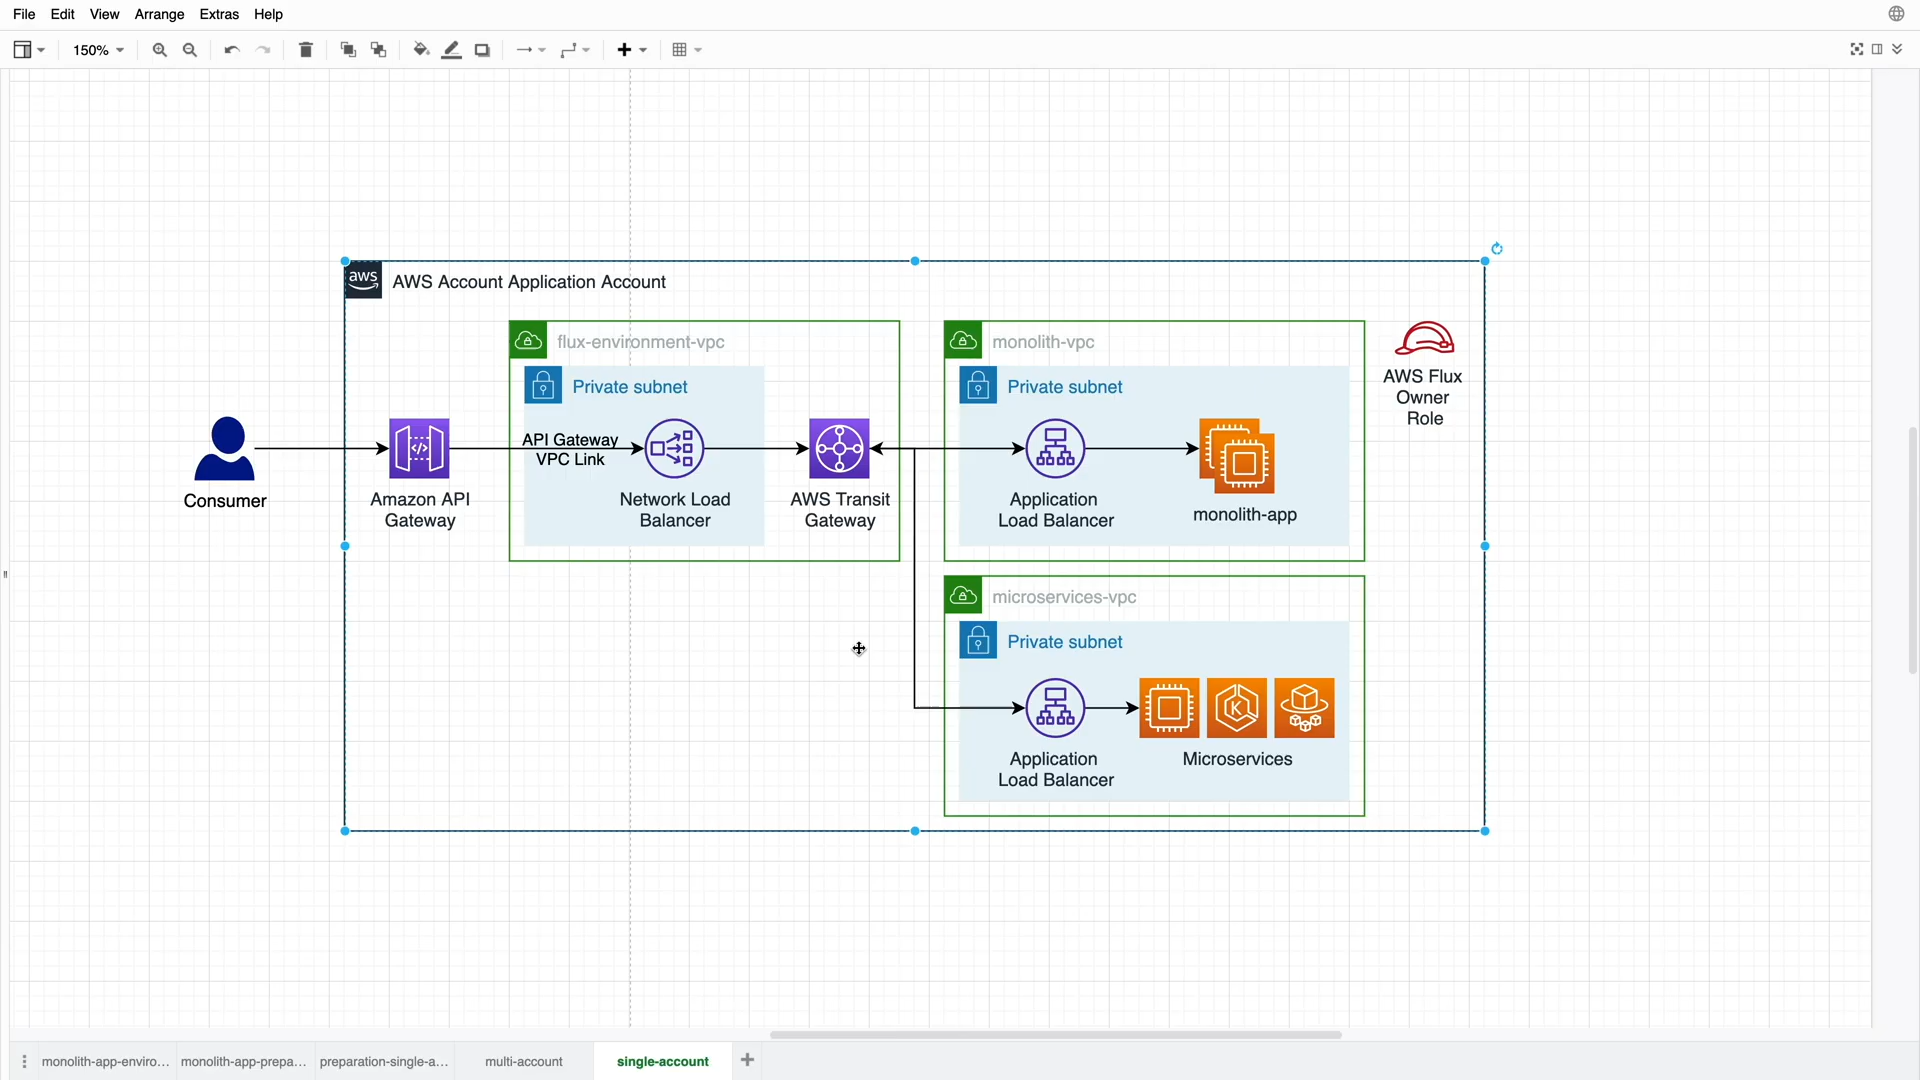 File Edit View Arrange Extras Help
150%
aws
AWS Account Application Account
flux-environment-vpc
monolith-vpc
AWS Flux
Owner
Role
Private subnet
Private subnet
API Gateway
VPC Link
Consumer
Amazon API
Gateway
Network Load
Balancer
AWS Transit
Gateway
Application
Load Balancer
monolith-app
microservices-vpc
Private subnet
K
Application
Load Balancer
Microservices
monolith-app-enviro... monolith-app-prepa... preparation-single-a... multi-account single-account